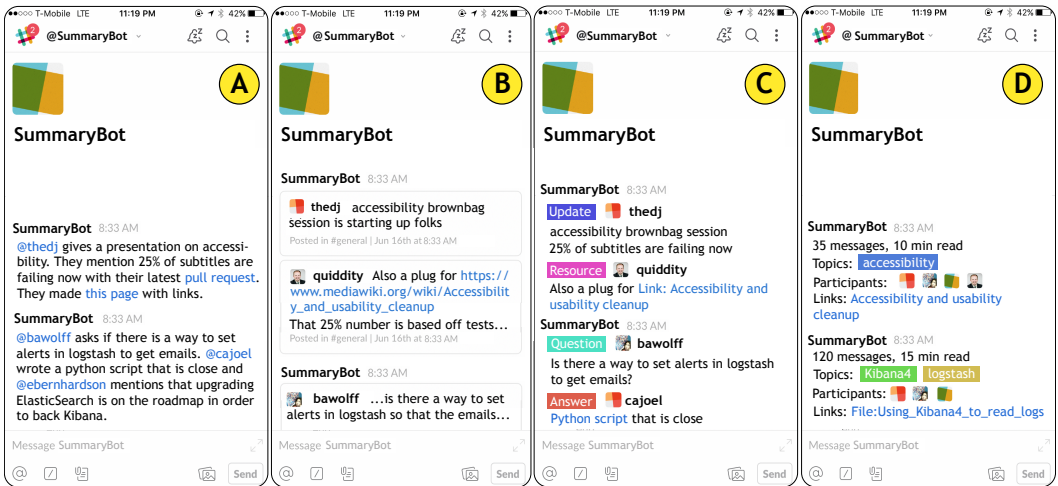 ●●○○○ T-Mobile LTE 11:19 PM 42%
2 @SummaryBot
A
SummaryBot
SummaryBot 8:33 AM
@thedj gives a presentation on accessi-
bility. They mention 25% of subtitles are
failing now with their latest pull request.
They made this page with links.
SummaryBot 8:33 AM
@bawolff asks if there is a way to set
alerts in logstash to get emails. @cajoel
wrote a python script that is close and
@ebernhardson mentions that upgrading
ElasticSearch is on the roadmap in order
to back Kibana.
Message SummaryBot
Send
●●○○○ T-Mobile LTE 11:19 PM 42%
2 @SummaryBot
B
SummaryBot
SummaryBot 8:33 AM
thedj accessibility brownbag
session is starting up folks
Posted in #general | Jun 16th at 8:33 AM
quiddity Also a plug for https://
www.mediawiki.org/wiki/Accessibilit
y_and_usability_cleanup
That 25% number is based off tests...
Posted in #general | Jun 16th at 8:33 AM
SummaryBot 8:33 AM
bawolff ...is there a way to set
alerts in logstash so that the emails...
Message SummaryBot
Send
●●○○○ T-Mobile LTE 11:19 PM 42%
2 @SummaryBot
C
SummaryBot
SummaryBot 8:33 AM
Update thedj
accessibility brownbag session
25% of subtitles are failing now
Resource quiddity
Also a plug for Link: Accessibility and
usability cleanup
SummaryBot 8:33 AM
Question bawolff
Is there a way to set alerts in logstash
to get emails?
Answer cajoel
Python script that is close
Message SummaryBot
Send
●●○○○ T-Mobile LTE 11:19 PM 42%
2 @ SummaryBot
D
SummaryBot
SummaryBot 8:33 AM
35 messages, 10 min read
Topics: accessibility
Participants:
Links: Accessibility and usability
cleanup
SummaryBot 8:33 AM
120 messages, 15 min read
Topics: Kibana4 logstash
Participants:
Links: File:Using_Kibana4_to_read_logs
Message SummaryBot
Send